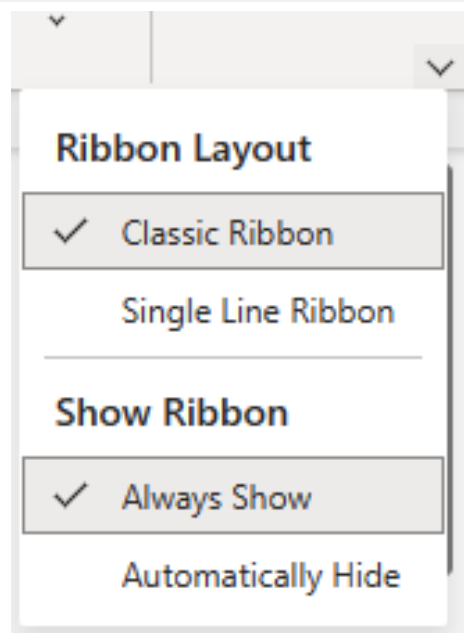 Ribbon Layout
Classic Ribbon
Single Line Ribbon
Show Ribbon
Always Show
Automatically Hide